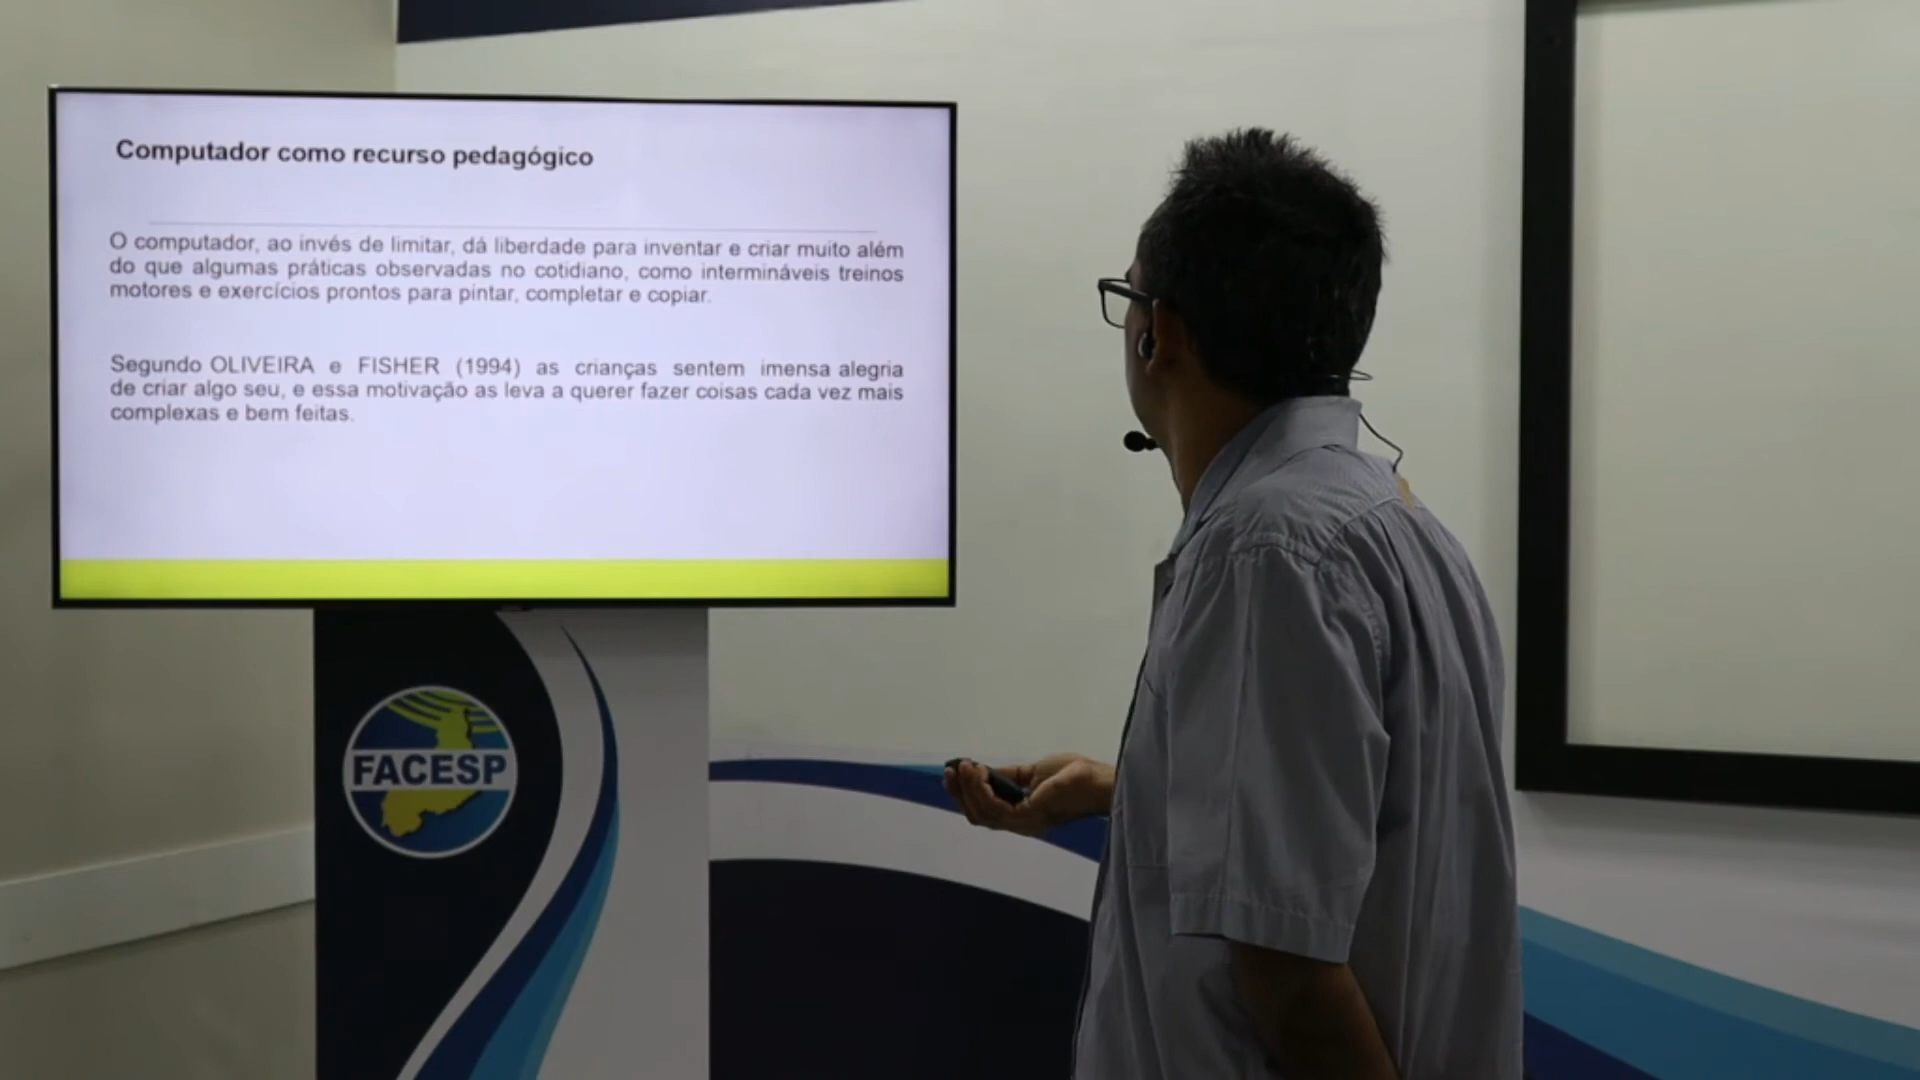 Computador como recurso pedagógico
O computador, ao invés de limitar, dá liberdade para inventar e criar muito além
do que algumas práticas observadas no cotidiano, como intermináveis treinos
motores e exercícios prontos para pintar, completar e copiar.
Segundo OLIVEIRA e FISHER (1994) as crianças sentem imensa alegria
de criar algo seu, e essa motivação as leva a querer fazer coisas cada vez mais
complexas e bem feitas.
FACESP